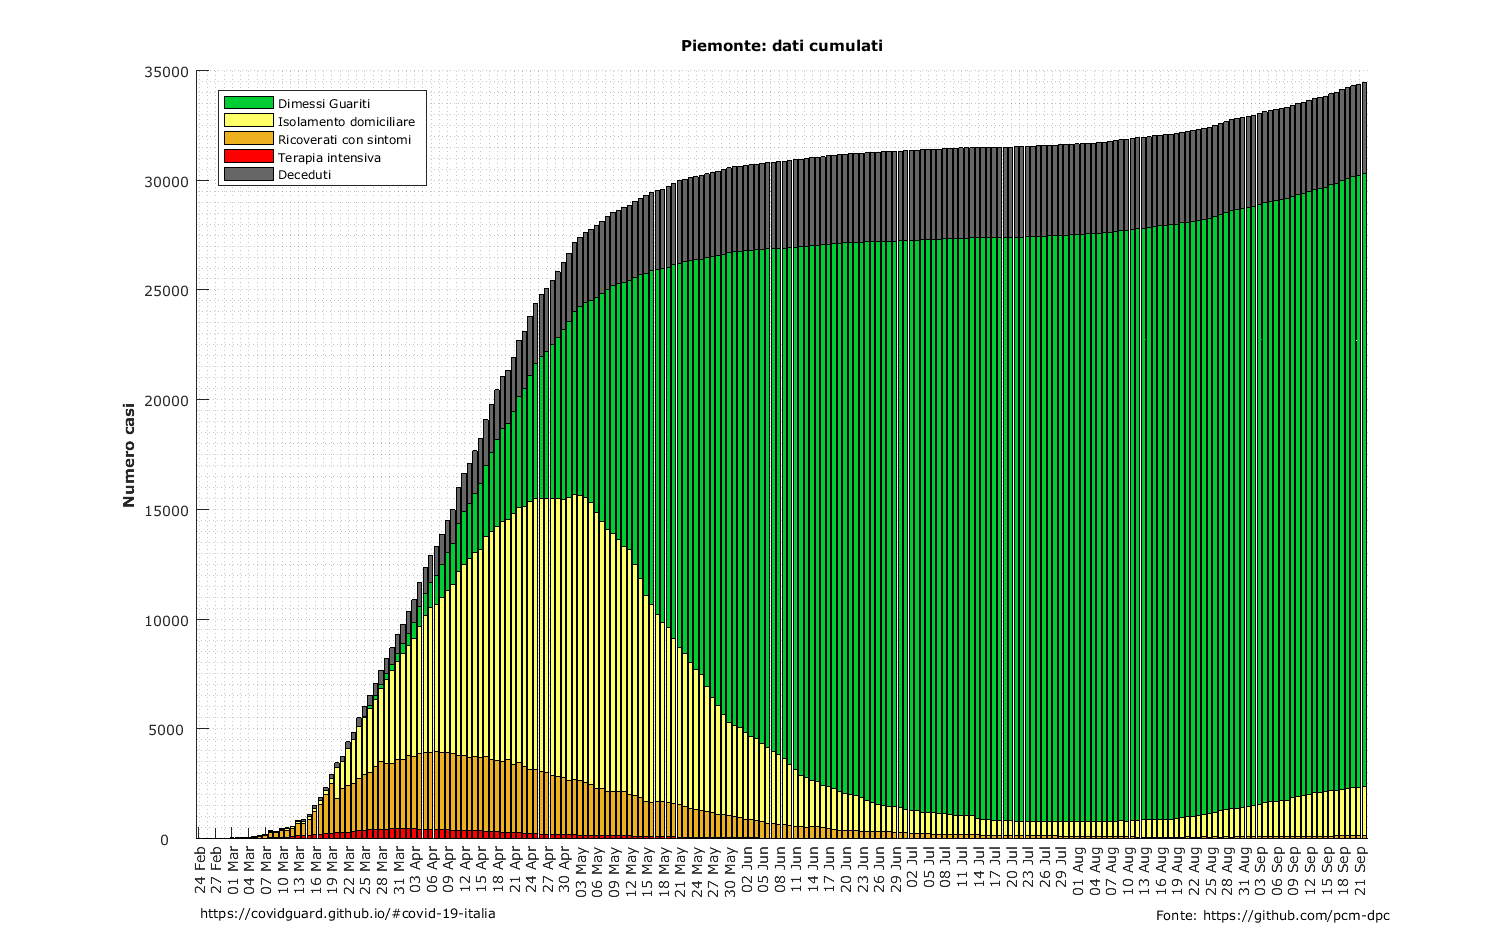 Piemonte: dati cumulati
35000
30000
25000
20000
15000
10000
5000
0
Numero casi
Dimessi Guariti
Isolamento domiciliare
Ricoverati con sintomi
Terapia intensiva
Deceduti
24 Feb
27 Feb
01 Mar
04 Mar
07 Mar
10 Mar
13 Mar
16 Mar
19 Mar
22 Mar
25 Mar
28 Mar
31 Mar
03 Apr
06 Apr
09 Apr
12 Apr
15 Apr
18 Apr
21 Apr
24 Apr
27 Apr
30 Apr
03 May
06 May
09 May
12 May
15 May
18 May
21 May
24 May
27 May
30 May
02 Jun
05 Jun
08 Jun
11 Jun
14 Jun
17 Jun
20 Jun
23 Jun
26 Jun
29 Jun
02 Jul
05 Jul
08 Jul
11 Jul
14 Jul
17 Jul
20 Jul
23 Jul
26 Jul
29 Jul
01 Aug
04 Aug
07 Aug
10 Aug
13 Aug
16 Aug
19 Aug
22 Aug
25 Aug
28 Aug
31 Aug
03 Sep
06 Sep
09 Sep
12 Sep
15 Sep
18 Sep
21 Sep
https://covidguard.github.io/#covid-19-italia
Fonte: https://github.com/pcm-dpc